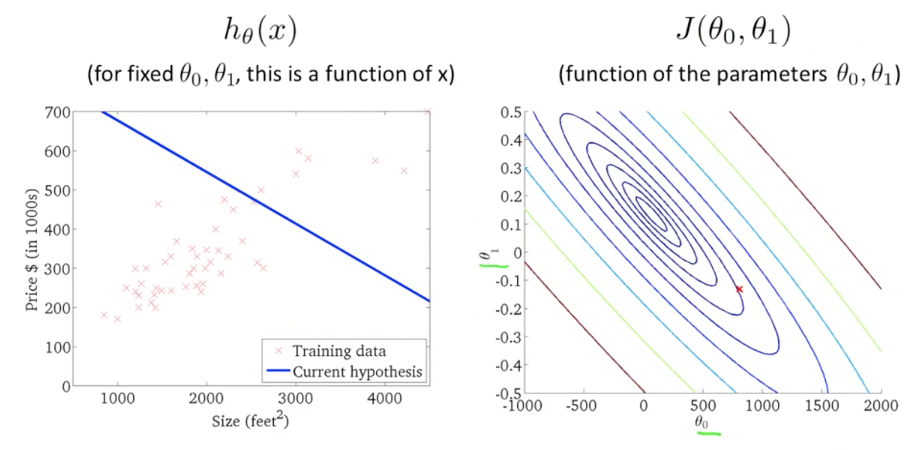 hθ(x)
(for fixed θ0, θ1, this is a function of x)
700
600
500
400
300
200
100
0
Price $ (in 1000s)
1000 2000 3000 4000
Size (feet²)
Training data
Current hypothesis
J(θ0, θ1)
(function of the parameters θ0, θ1)
0.5
0.4
0.3
0.2
0.1
0
-0.1
-0.2
-0.3
-0.4
-0.5
θ1
-1000 -500 0 500 1000 1500 2000
θ0